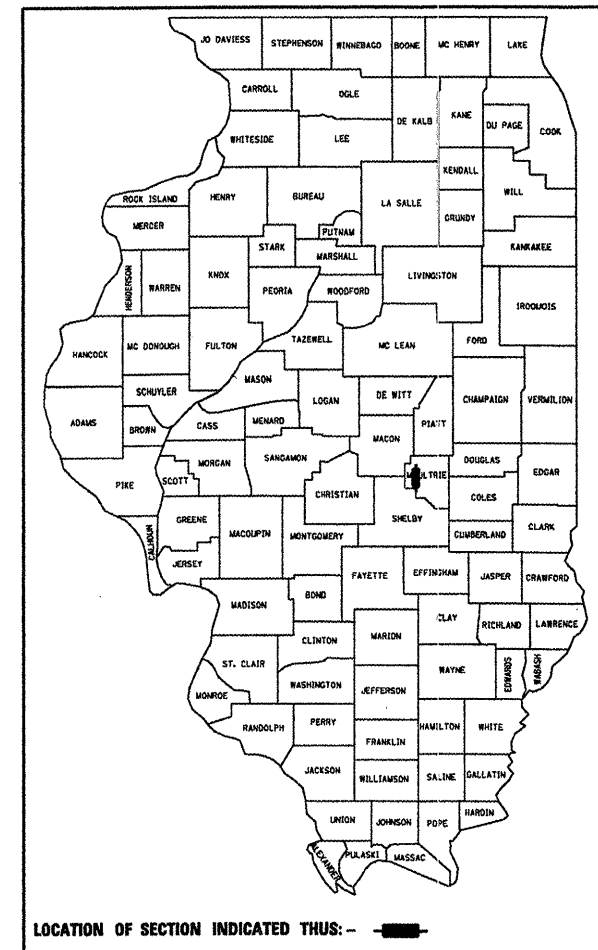 JO DAVIESS
STEPHENSON
WINNEBAGO
BOONE
MC HENRY
LAKE
CARROLL
OGLE
DE KALB
KANE
DU PAGE
COOK
WHITESIDE
LEE
KENDALL
WILL
ROCK ISLAND
HENRY
BUREAU
LA SALLE
GRUNDY
MERCER
PUTNAM
KANKAKEE
STARK
MARSHALL
LIVINGSTON
HENDERSON
WARREN
KNOX
PEORIA
WOODFORD
IROQUOIS
HANCOCK
MC DONOUGH
FULTON
TAZEWELL
MC LEAN
FORD
MASON
SCHUYLER
LOGAN
DE WITT
CHAMPAIGN
VERMILION
ADAMS
BROWN
CASS
MENARD
MACON
PIATT
MORGAN
SANGAMON
DOUGLAS
EDGAR
PIKE
SCOTT
CHRISTIAN
COLES
SHELBY
CALHOUN
GREENE
MACOUPIN
MONTGOMERY
CUMBERLAND
CLARK
JERSEY
FAYETTE
EFFINGHAM
JASPER
CRAWFORD
MADISON
BOND
CLAY
RICHLAND
LAWRENCE
CLINTON
MARION
ST. CLAIR
WAYNE
EDWARDS
WABASH
WASHINGTON
JEFFERSON
MONROE
RANDOLPH
PERRY
HAMILTON
WHITE
FRANKLIN
JACKSON
WILLIAMSON
SALINE
GALLATIN
UNION
JOHNSON
POPE
HARDIN
ALEXANDER
PULASKI
MASSAC
LOCATION OF SECTION INDICATED THUS: -